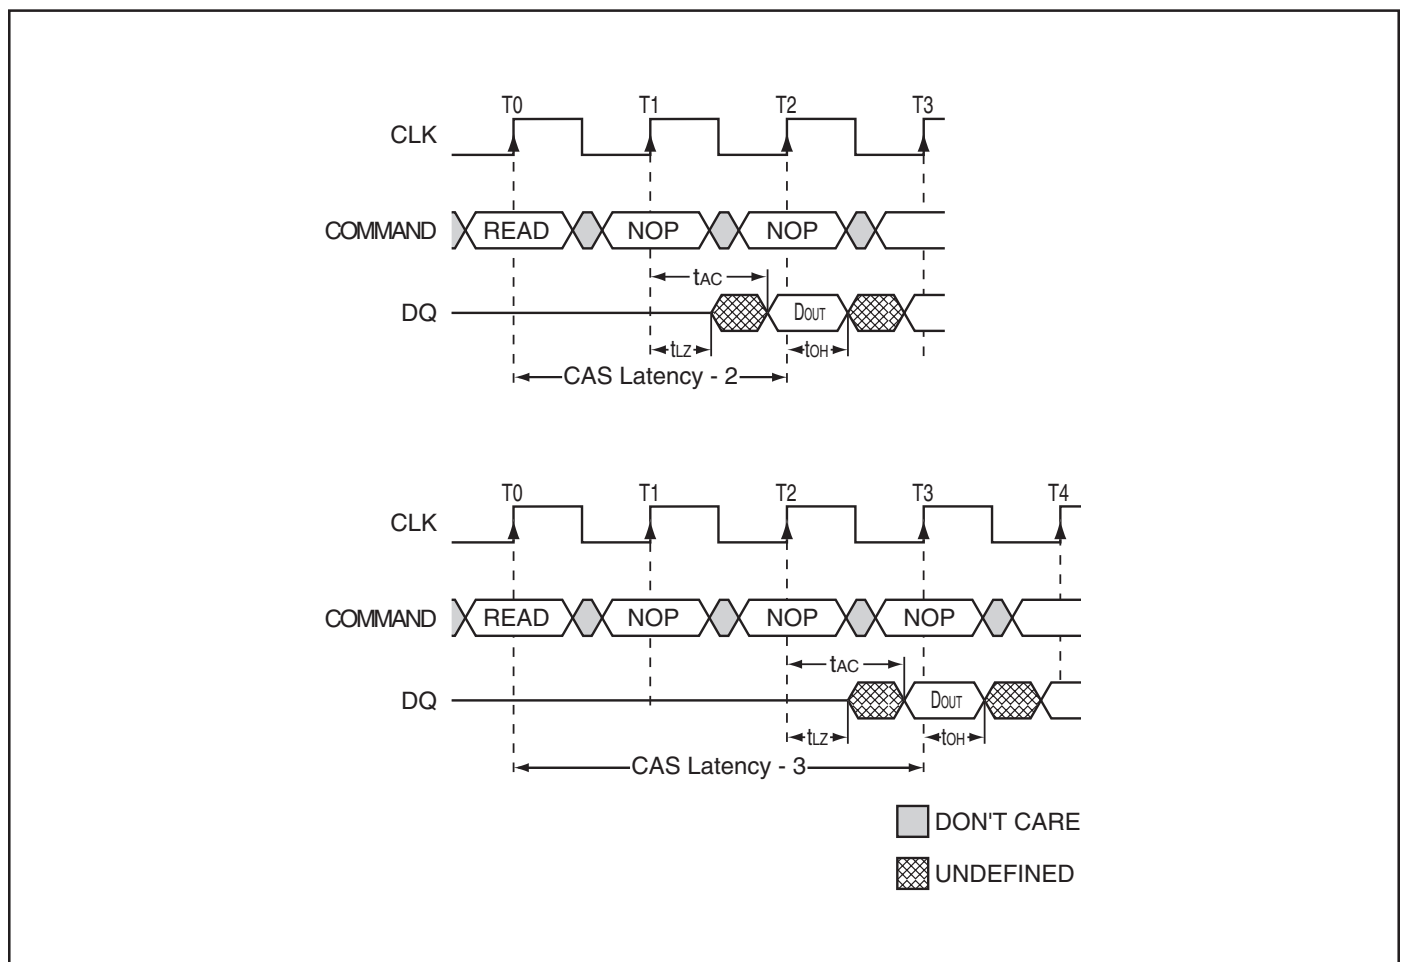 T0 T1 T2 T3
CLK
COMMAND READ NOP NOP
tAC
DQ DOUT
tLZ tOH
CAS Latency - 2
T0 T1 T2 T3 T4
CLK
COMMAND READ NOP NOP NOP
tAC
DQ DOUT
tLZ tOH
CAS Latency - 3
DON'T CARE
UNDEFINED